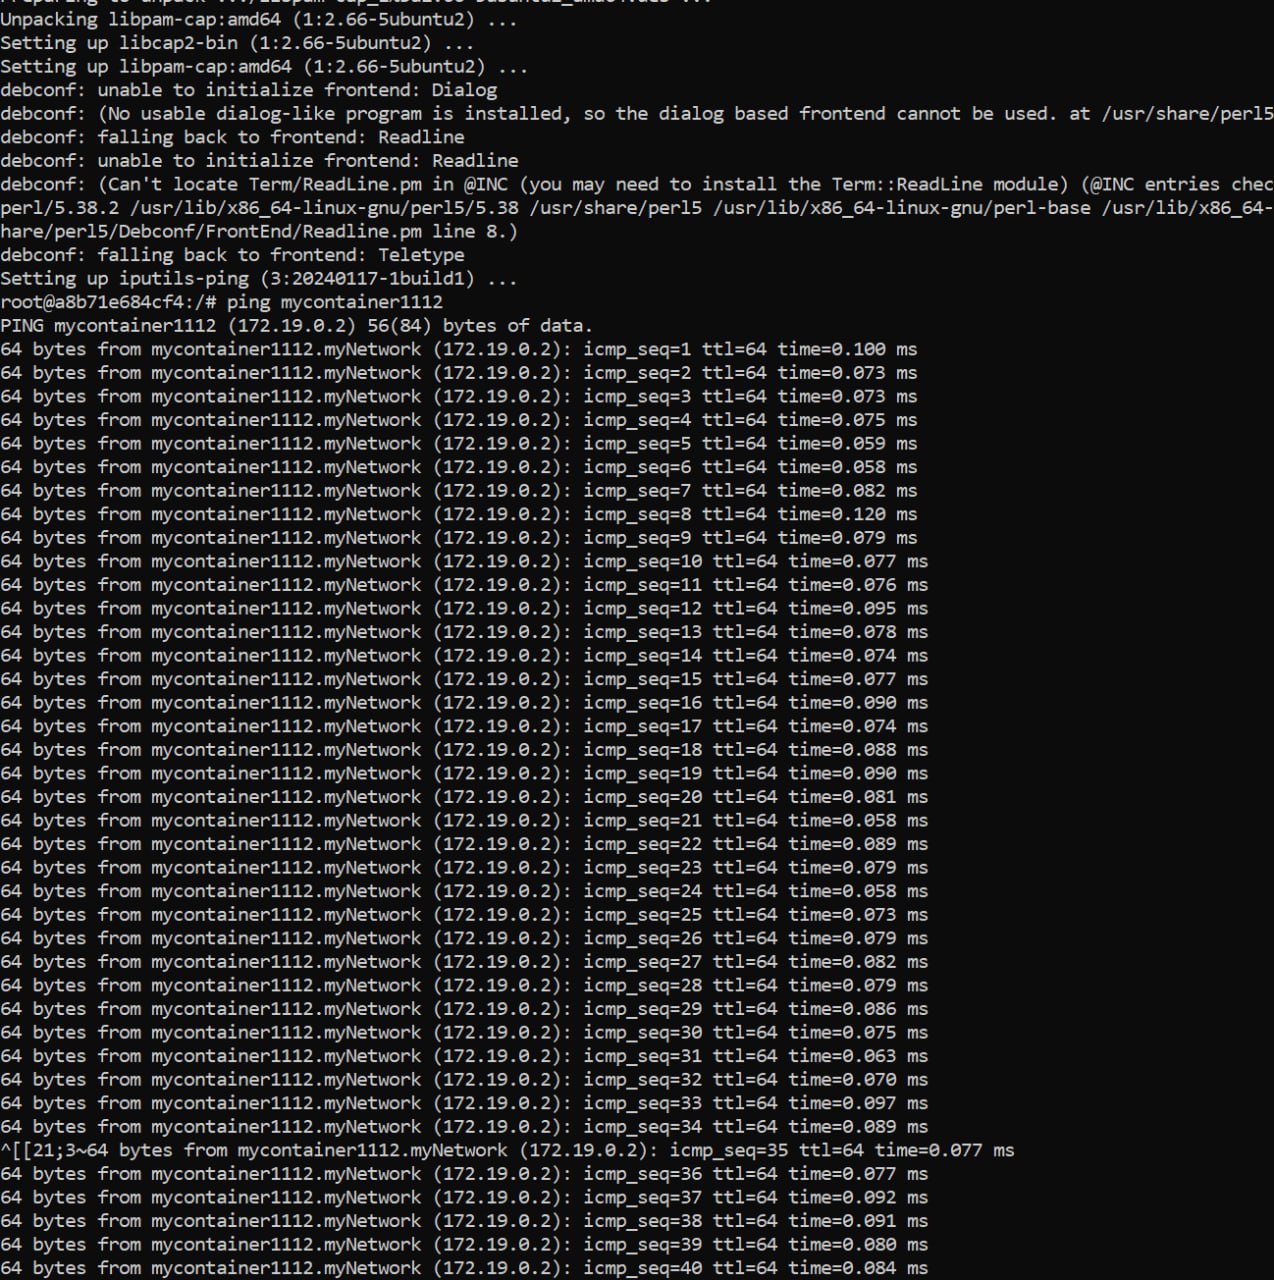 Unpacking libpam-cap:amd64 (1:2.66-5ubuntu2) ...
Setting up libcap2-bin (1:2.66-5ubuntu2) ...
Setting up libpam-cap:amd64 (1:2.66-5ubuntu2) ...
debconf: unable to initialize frontend: Dialog
debconf: (No usable dialog-like program is installed, so the dialog based frontend cannot be used. at /usr/share/perl5
debconf: falling back to frontend: Readline
debconf: unable to initialize frontend: Readline
debconf: (Can't locate Term/ReadLine.pm in @INC (you may need to install the Term::ReadLine module) (@INC entries chec
perl/5.38.2 /usr/lib/x86_64-linux-gnu/perl5/5.38 /usr/share/perl5 /usr/lib/x86_64-linux-gnu/perl-base /usr/lib/x86_64-
hare/perl5/Debconf/FrontEnd/Readline.pm line 8.)
debconf: falling back to frontend: Teletype
Setting up iputils-ping (3:20240117-1build1) ...
root@a8b71e684cf4:/# ping mycontainer1112
PING mycontainer1112 (172.19.0.2) 56(84) bytes of data.
64 bytes from mycontainer1112.myNetwork (172.19.0.2): icmp_seq=1 ttl=64 time=0.100 ms
64 bytes from mycontainer1112.myNetwork (172.19.0.2): icmp_seq=2 ttl=64 time=0.073 ms
64 bytes from mycontainer1112.myNetwork (172.19.0.2): icmp_seq=3 ttl=64 time=0.073 ms
64 bytes from mycontainer1112.myNetwork (172.19.0.2): icmp_seq=4 ttl=64 time=0.075 ms
64 bytes from mycontainer1112.myNetwork (172.19.0.2): icmp_seq=5 ttl=64 time=0.059 ms
64 bytes from mycontainer1112.myNetwork (172.19.0.2): icmp_seq=6 ttl=64 time=0.058 ms
64 bytes from mycontainer1112.myNetwork (172.19.0.2): icmp_seq=7 ttl=64 time=0.082 ms
64 bytes from mycontainer1112.myNetwork (172.19.0.2): icmp_seq=8 ttl=64 time=0.120 ms
64 bytes from mycontainer1112.myNetwork (172.19.0.2): icmp_seq=9 ttl=64 time=0.079 ms
64 bytes from mycontainer1112.myNetwork (172.19.0.2): icmp_seq=10 ttl=64 time=0.077 ms
64 bytes from mycontainer1112.myNetwork (172.19.0.2): icmp_seq=11 ttl=64 time=0.076 ms
64 bytes from mycontainer1112.myNetwork (172.19.0.2): icmp_seq=12 ttl=64 time=0.095 ms
64 bytes from mycontainer1112.myNetwork (172.19.0.2): icmp_seq=13 ttl=64 time=0.078 ms
64 bytes from mycontainer1112.myNetwork (172.19.0.2): icmp_seq=14 ttl=64 time=0.074 ms
64 bytes from mycontainer1112.myNetwork (172.19.0.2): icmp_seq=15 ttl=64 time=0.077 ms
64 bytes from mycontainer1112.myNetwork (172.19.0.2): icmp_seq=16 ttl=64 time=0.090 ms
64 bytes from mycontainer1112.myNetwork (172.19.0.2): icmp_seq=17 ttl=64 time=0.074 ms
64 bytes from mycontainer1112.myNetwork (172.19.0.2): icmp_seq=18 ttl=64 time=0.088 ms
64 bytes from mycontainer1112.myNetwork (172.19.0.2): icmp_seq=19 ttl=64 time=0.090 ms
64 bytes from mycontainer1112.myNetwork (172.19.0.2): icmp_seq=20 ttl=64 time=0.081 ms
64 bytes from mycontainer1112.myNetwork (172.19.0.2): icmp_seq=21 ttl=64 time=0.058 ms
64 bytes from mycontainer1112.myNetwork (172.19.0.2): icmp_seq=22 ttl=64 time=0.089 ms
64 bytes from mycontainer1112.myNetwork (172.19.0.2): icmp_seq=23 ttl=64 time=0.079 ms
64 bytes from mycontainer1112.myNetwork (172.19.0.2): icmp_seq=24 ttl=64 time=0.058 ms
64 bytes from mycontainer1112.myNetwork (172.19.0.2): icmp_seq=25 ttl=64 time=0.073 ms
64 bytes from mycontainer1112.myNetwork (172.19.0.2): icmp_seq=26 ttl=64 time=0.079 ms
64 bytes from mycontainer1112.myNetwork (172.19.0.2): icmp_seq=27 ttl=64 time=0.082 ms
64 bytes from mycontainer1112.myNetwork (172.19.0.2): icmp_seq=28 ttl=64 time=0.079 ms
64 bytes from mycontainer1112.myNetwork (172.19.0.2): icmp_seq=29 ttl=64 time=0.086 ms
64 bytes from mycontainer1112.myNetwork (172.19.0.2): icmp_seq=30 ttl=64 time=0.075 ms
64 bytes from mycontainer1112.myNetwork (172.19.0.2): icmp_seq=31 ttl=64 time=0.063 ms
64 bytes from mycontainer1112.myNetwork (172.19.0.2): icmp_seq=32 ttl=64 time=0.070 ms
64 bytes from mycontainer1112.myNetwork (172.19.0.2): icmp_seq=33 ttl=64 time=0.097 ms
64 bytes from mycontainer1112.myNetwork (172.19.0.2): icmp_seq=34 ttl=64 time=0.089 ms
^[[21;3~64 bytes from mycontainer1112.myNetwork (172.19.0.2): icmp_seq=35 ttl=64 time=0.077 ms
64 bytes from mycontainer1112.myNetwork (172.19.0.2): icmp_seq=36 ttl=64 time=0.077 ms
64 bytes from mycontainer1112.myNetwork (172.19.0.2): icmp_seq=37 ttl=64 time=0.092 ms
64 bytes from mycontainer1112.myNetwork (172.19.0.2): icmp_seq=38 ttl=64 time=0.091 ms
64 bytes from mycontainer1112.myNetwork (172.19.0.2): icmp_seq=39 ttl=64 time=0.080 ms
64 bytes from mycontainer1112.myNetwork (172.19.0.2): icmp_seq=40 ttl=64 time=0.084 ms